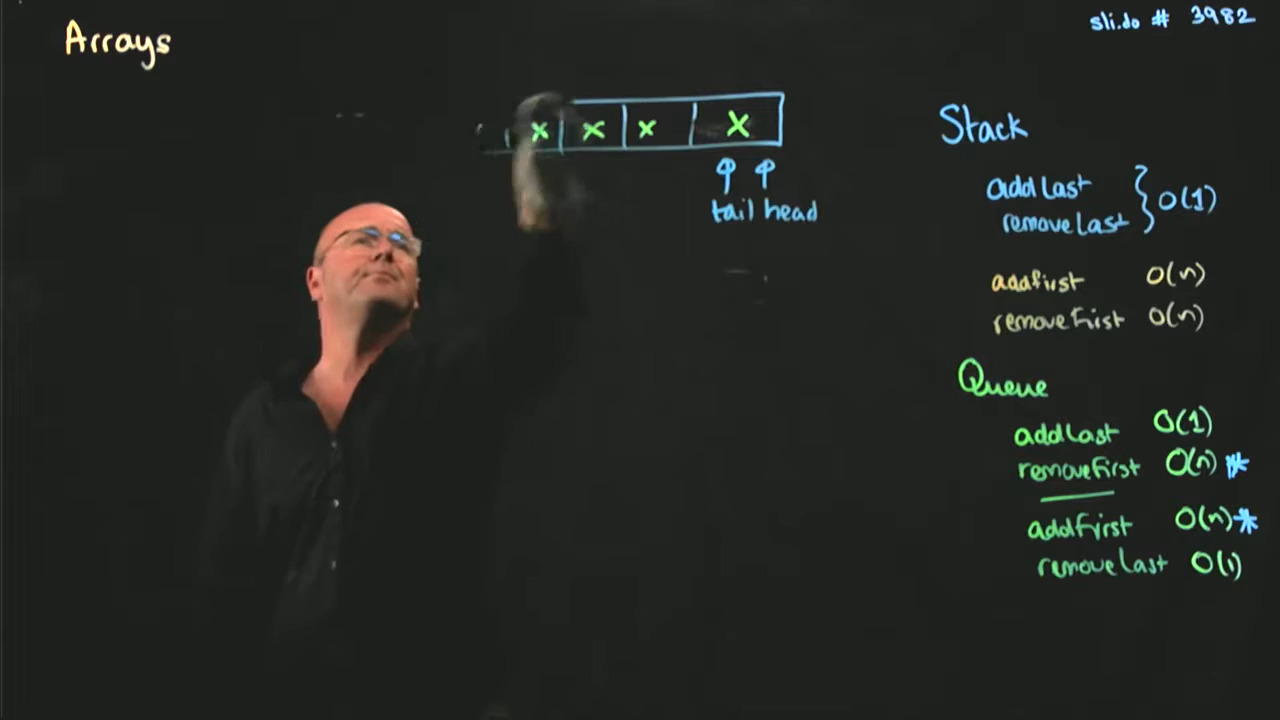 Arrays
sli.do # 3982
x x x x
tail head
Stack
addLast
removeLast
} O(1)
addfirst O(n)
removeFirst O(n)
Queue
addLast O(1)
removeFirst O(n) *
addFirst O(n) *
removeLast O(1)